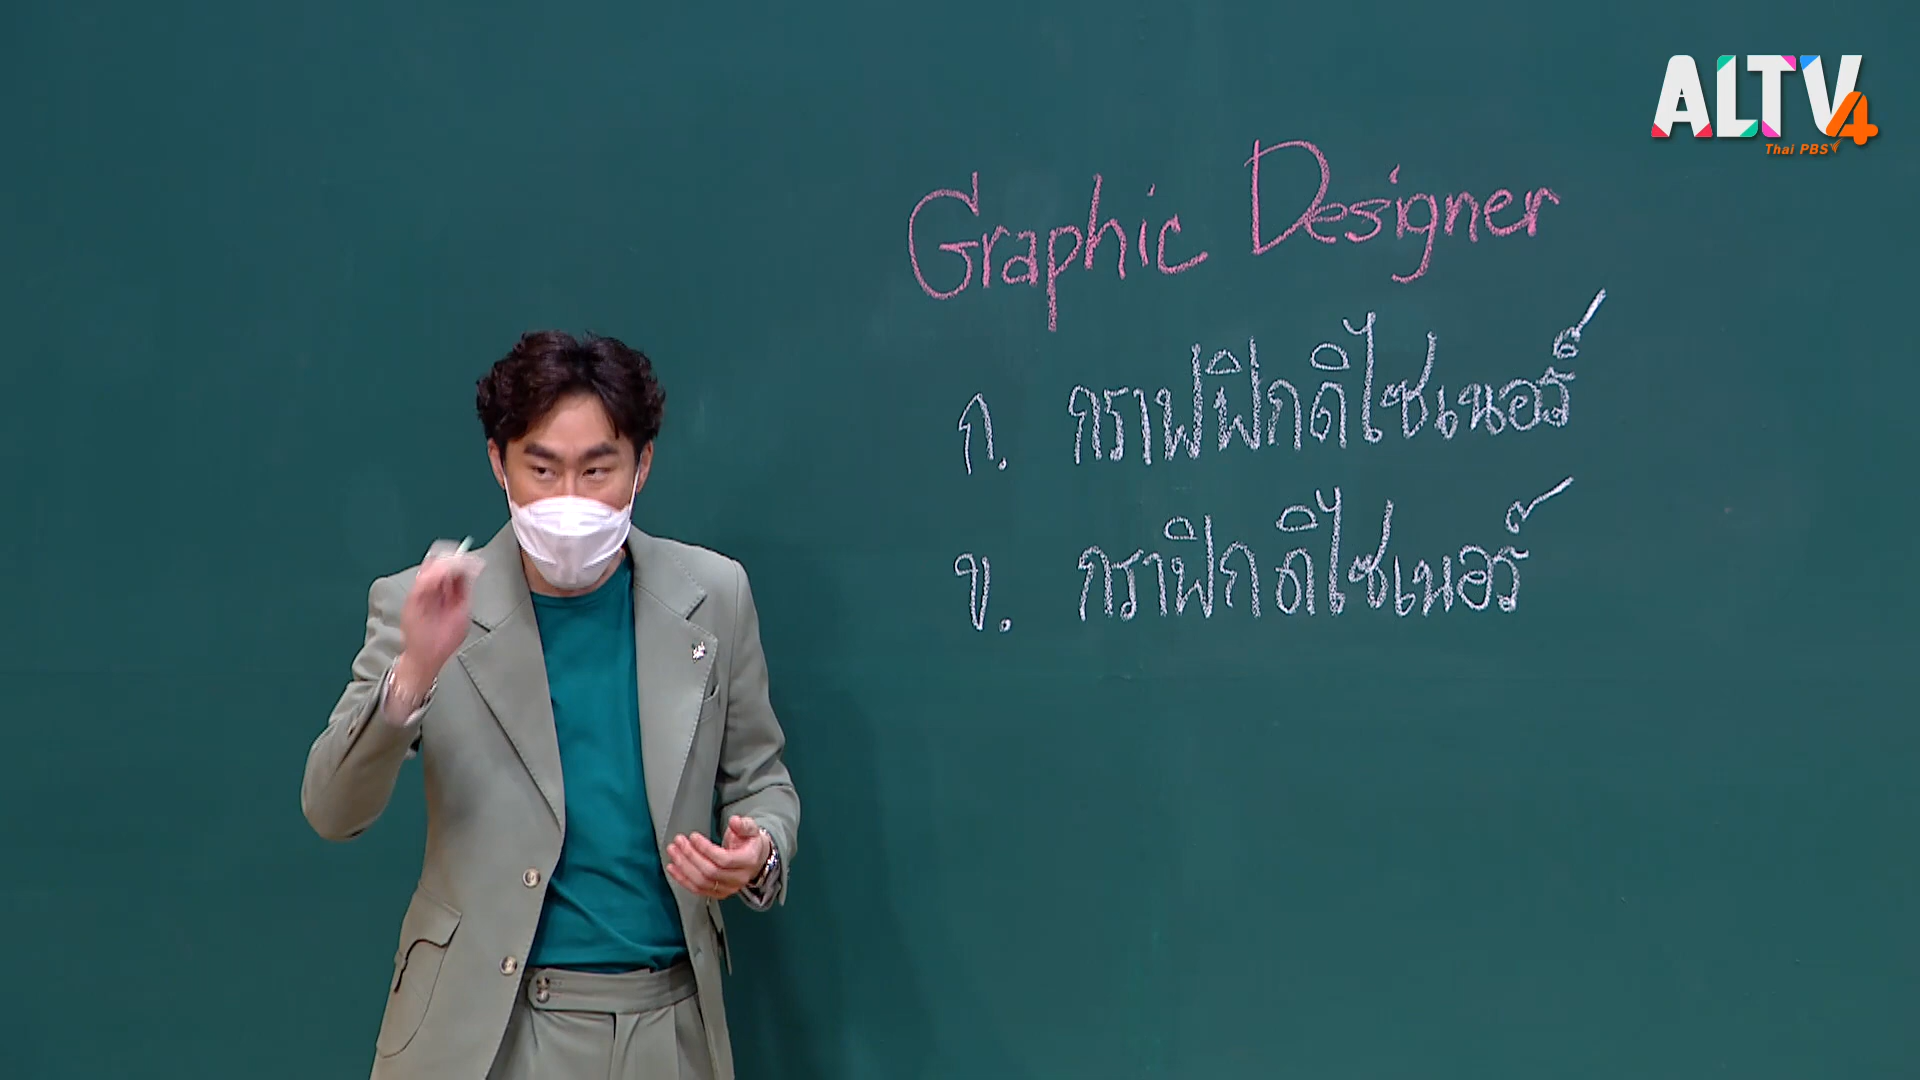 ALTV4
Thai PBS
Graphic Designer
ก. กราฟฟิกดิไซเนอร์
ข. กราฟิกดิไซเนอร์